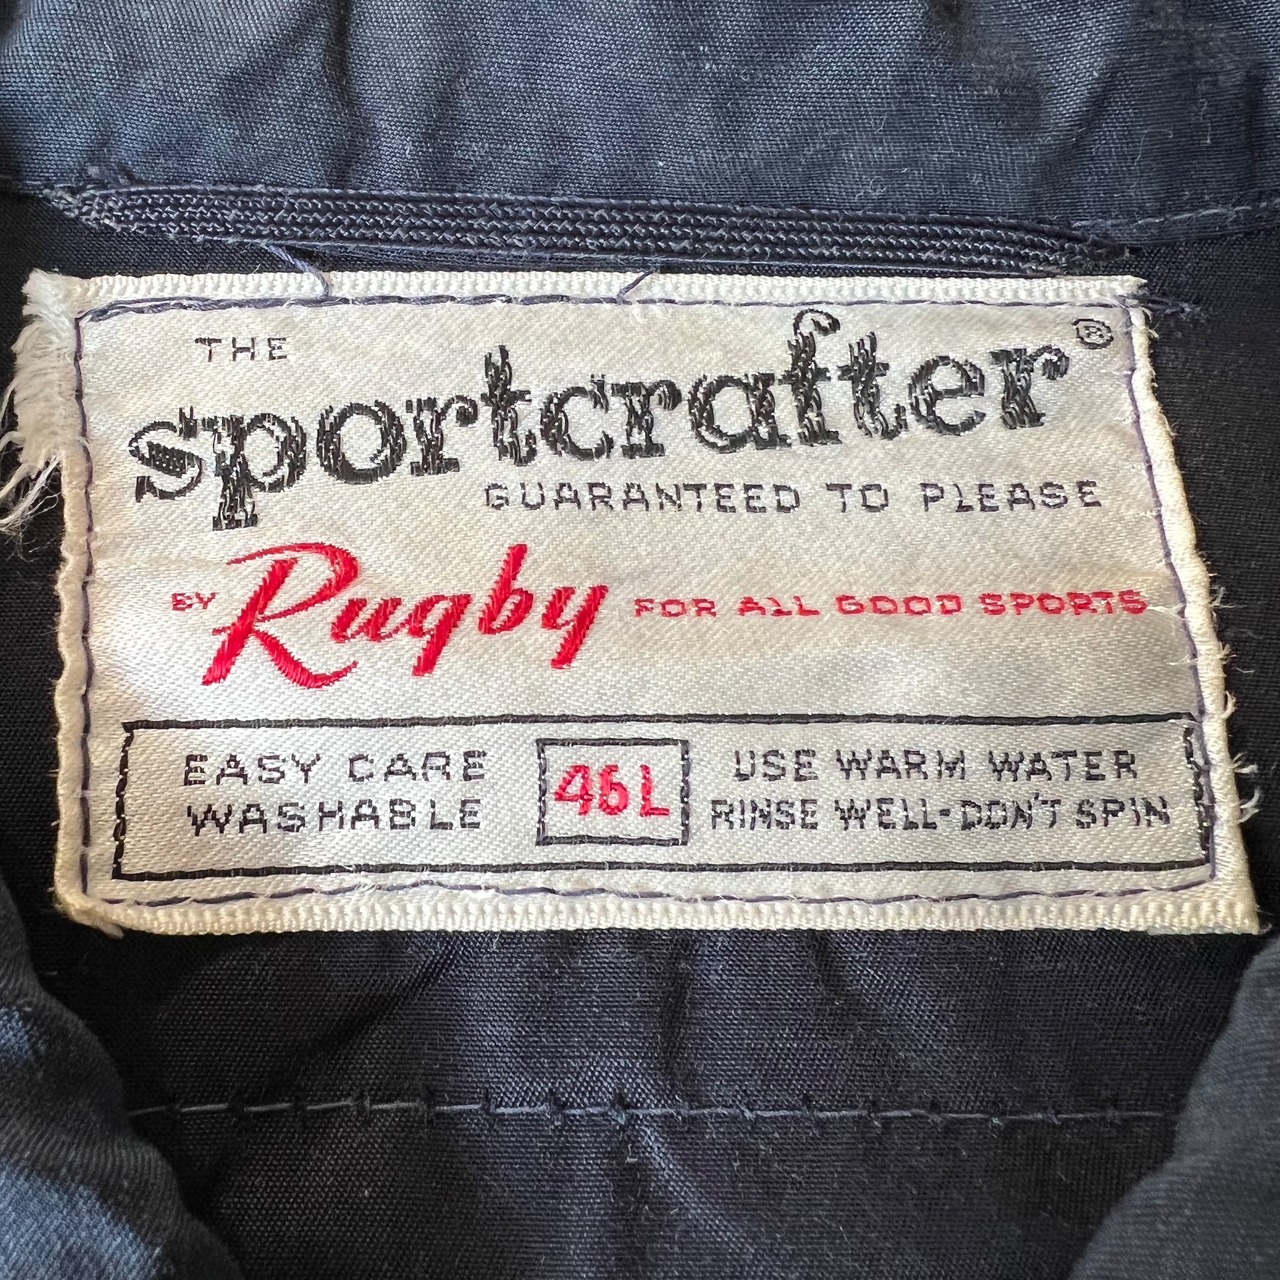 THE
sportcrafter®
GUARANTEED TO PLEASE
BY Rugby FOR ALL GOOD SPORTS
EASY CARE
WASHABLE
46L
USE WARM WATER
RINSE WELL-DON'T SPIN